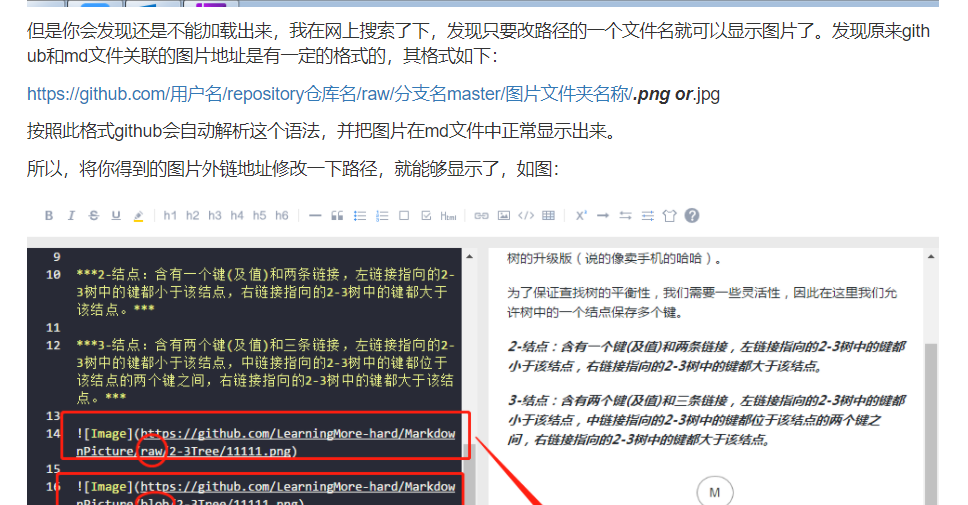 但是你会发现还是不能加载出来，我在网上搜索了下，发现只要改路径的一个文件名就可以显示图片了。发现原来gith
ub和md文件关联的图片地址是有一定的格式的，其格式如下：
https://github.com/用户名/repository仓库名/raw/分支名master/图片文件夹名称/.png or.jpg
按照此格式github会自动解析这个语法，并把图片在md文件中正常显示出来。
所以，将你得到的图片外链地址修改一下路径，就能够显示了，如图：
B I S U h1 h2 h3 h4 h5 h6 Html </> X² ?
9
10 ***2-结点：含有一个键(及值)和两条链接，左链接指向的2-
3树中的键都小于该结点，右链接指向的2-3树中的键都大于
该结点。***
11
12 ***3-结点：含有两个键(及值)和三条链接，左链接指向的2-
3树中的键都小于该结点，中链接指向的2-3树中的键都位于
该结点的两个键之间，右链接指向的2-3树中的键都大于该结
点。***
13
14 ![Image](https://github.com/LearningMore-hard/Markdow
nPicture/raw/2-3Tree/11111.png)
15
16 ![Image](https://github.com/LearningMore-hard/Markdow
nPicture/blob/2-3Tree/11111.png)
树的升级版（说的像卖手机的哈哈）。
为了保证查找树的平衡性，我们需要一些灵活性，因此在这里我们允
许树中的一个结点保存多个键。
2-结点：含有一个键(及值)和两条链接，左链接指向的2-3树中的键都
小于该结点，右链接指向的2-3树中的键都大于该结点。
3-结点：含有两个键(及值)和三条链接，左链接指向的2-3树中的键都
小于该结点，中链接指向的2-3树中的键都位于该结点的两个键之
间，右链接指向的2-3树中的键都大于该结点。
M